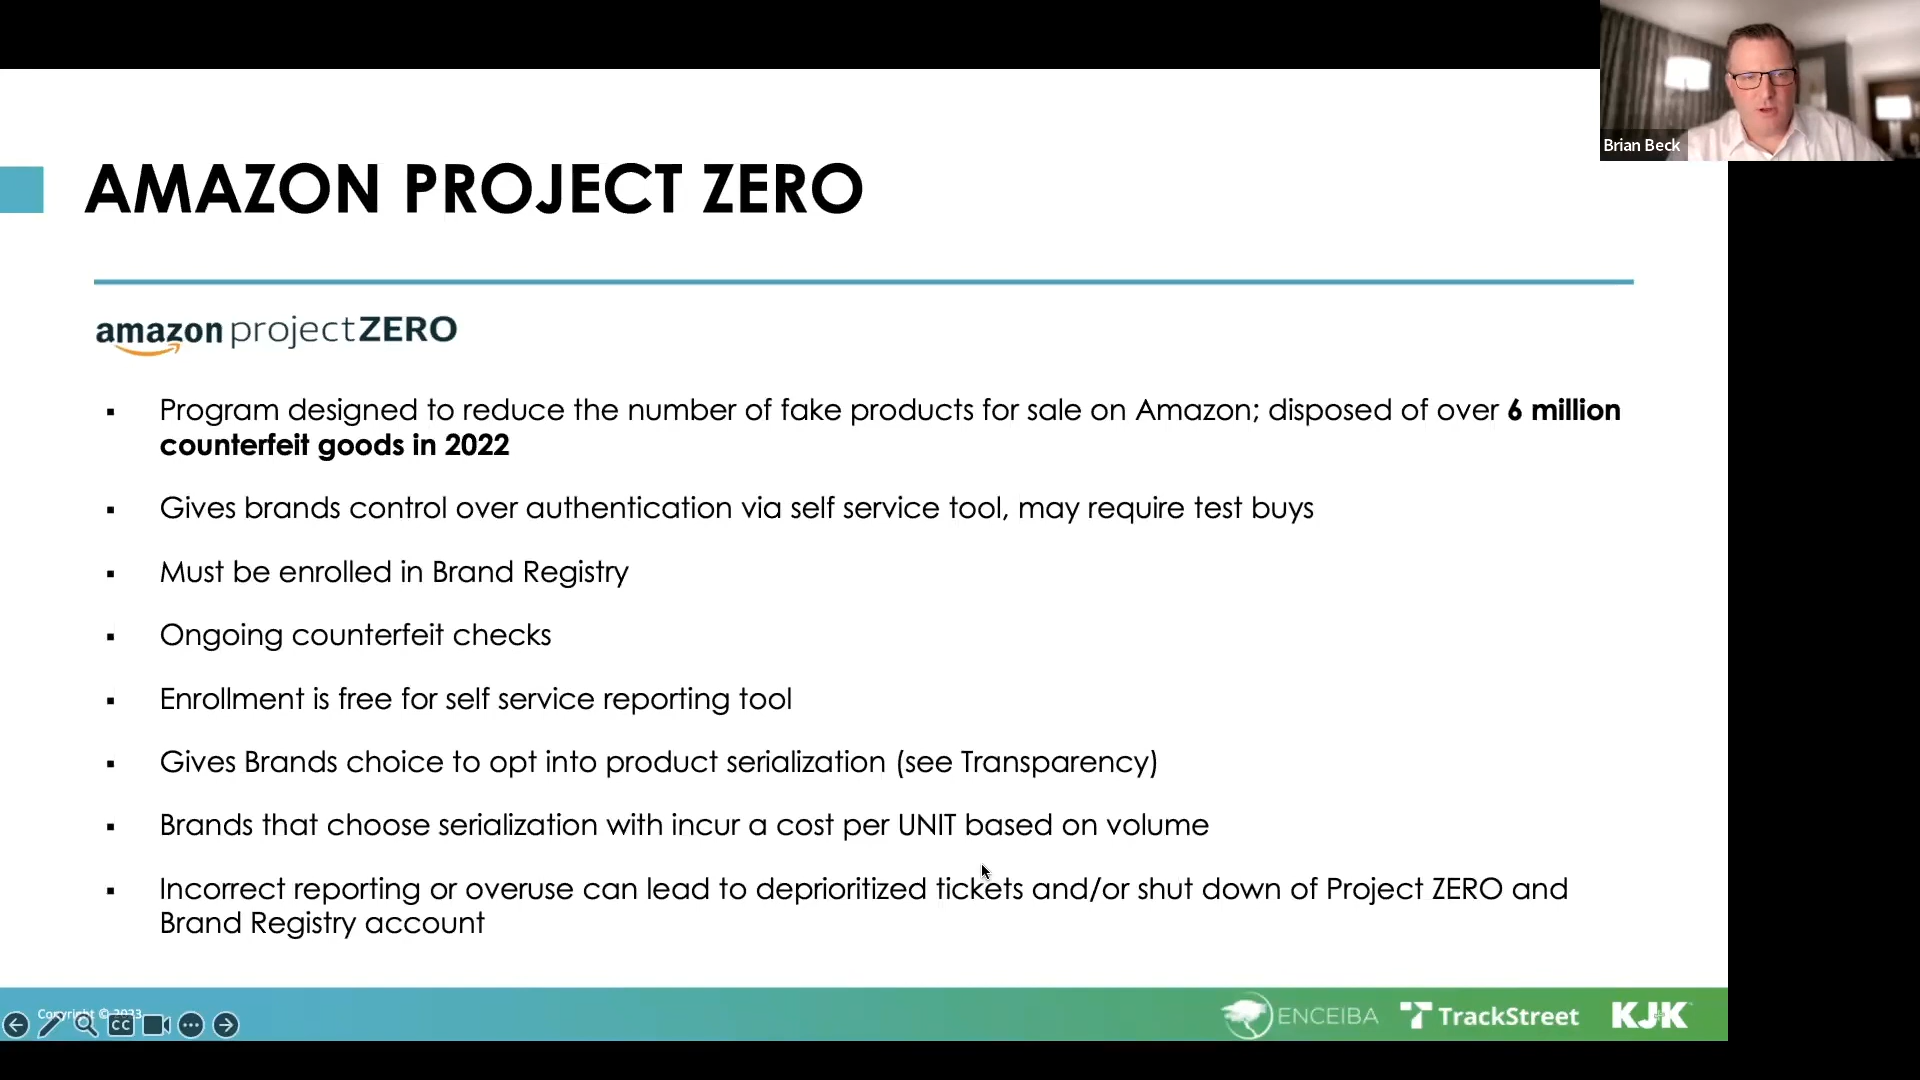 Brian Beck
AMAZON PROJECT ZERO
amazon projectZERO
▪ Program designed to reduce the number of fake products for sale on Amazon; disposed of over 6 million
counterfeit goods in 2022
▪ Gives brands control over authentication via self service tool, may require test buys
▪ Must be enrolled in Brand Registry
▪ Ongoing counterfeit checks
▪ Enrollment is free for self service reporting tool
▪ Gives Brands choice to opt into product serialization (see Transparency)
▪ Brands that choose serialization with incur a cost per UNIT based on volume
▪ Incorrect reporting or overuse can lead to deprioritized tickets and/or shut down of Project ZERO and
Brand Registry account
Copyright © 2023
CC
ENCEIBA
TrackStreet
KJK